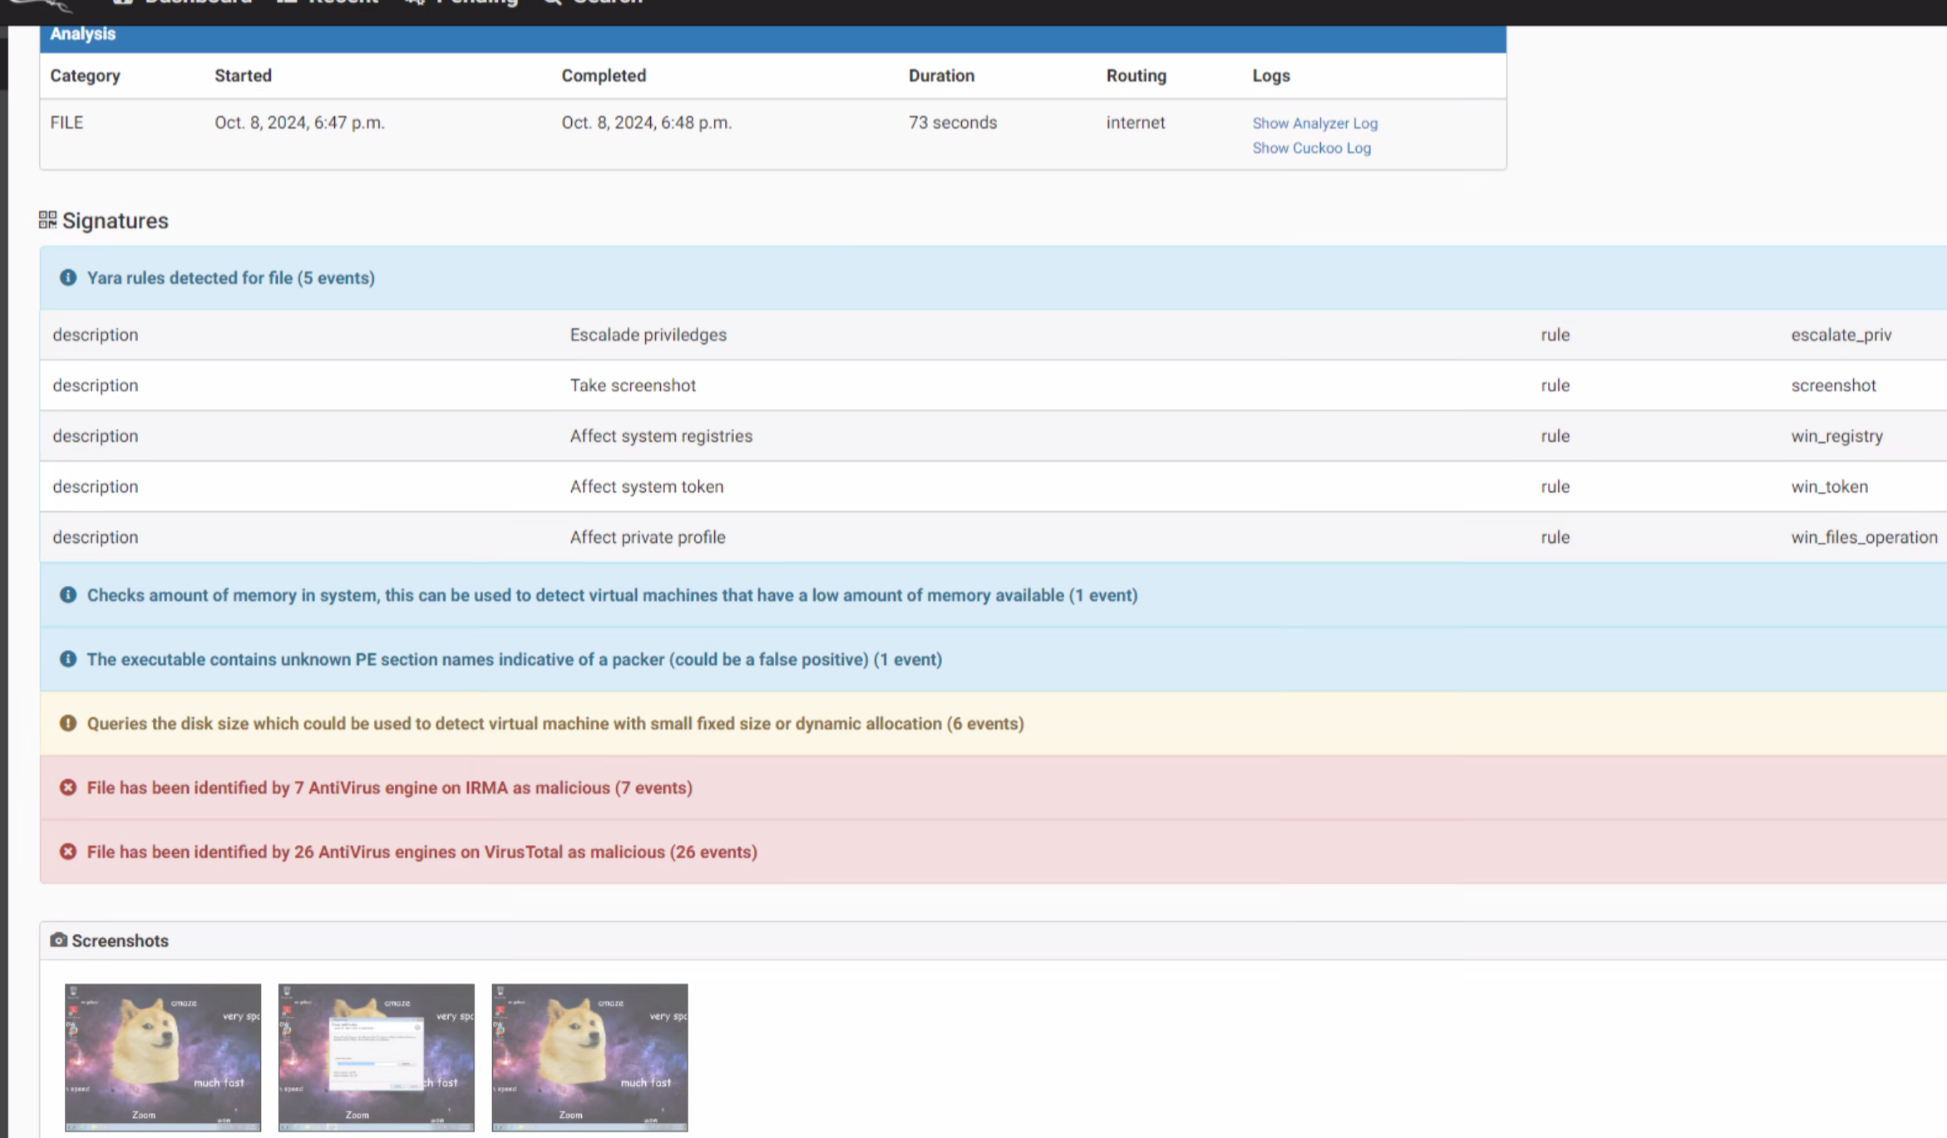 Dashboard Recent Pending Search
Analysis
Category Started Completed Duration Routing Logs
FILE Oct. 8, 2024, 6:47 p.m. Oct. 8, 2024, 6:48 p.m. 73 seconds internet Show Analyzer Log
Show Cuckoo Log
Signatures
Yara rules detected for file (5 events)
description Escalade priviledges rule escalate_priv
description Take screenshot rule screenshot
description Affect system registries rule win_registry
description Affect system token rule win_token
description Affect private profile rule win_files_operation
Checks amount of memory in system, this can be used to detect virtual machines that have a low amount of memory available (1 event)
The executable contains unknown PE section names indicative of a packer (could be a false positive) (1 event)
Queries the disk size which could be used to detect virtual machine with small fixed size or dynamic allocation (6 events)
File has been identified by 7 AntiVirus engine on IRMA as malicious (7 events)
File has been identified by 26 AntiVirus engines on VirusTotal as malicious (26 events)
Screenshots
amaze amaze amaze
very spc very spc very spc
much fast ch fast much fast
speed speed speed
Zoom Zoom Zoom
wow wow wow